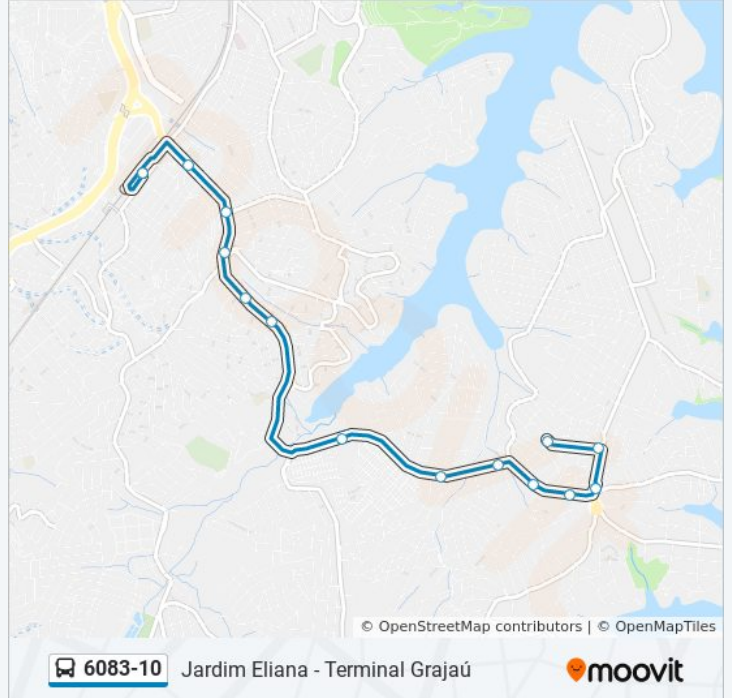 © OpenStreetMap contributors | © OpenMapTiles
6083-10 Jardim Eliana - Terminal Grajaú
moovit